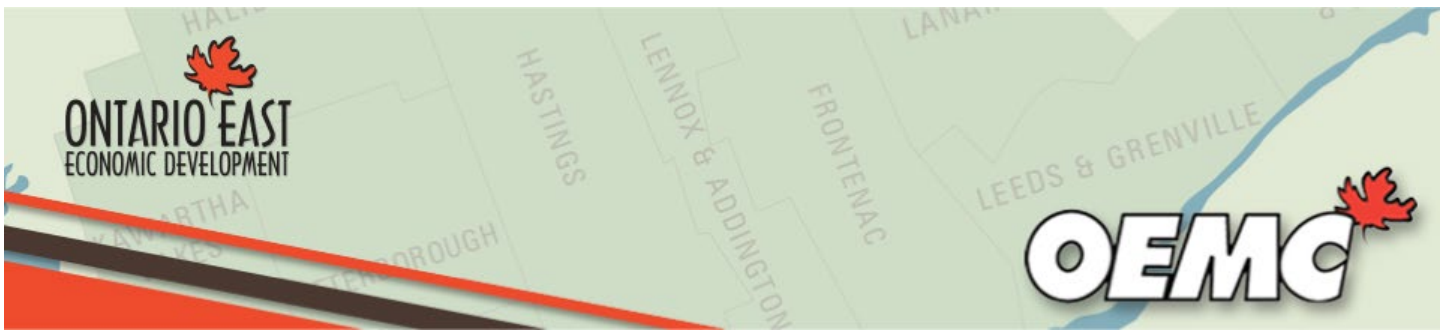 ONTARIO EAST
ECONOMIC DEVELOPMENT
HASTINGS
LENNOX & ADDINGTON
FRONTENAC
LEEDS & GRENVILLE
OEMC